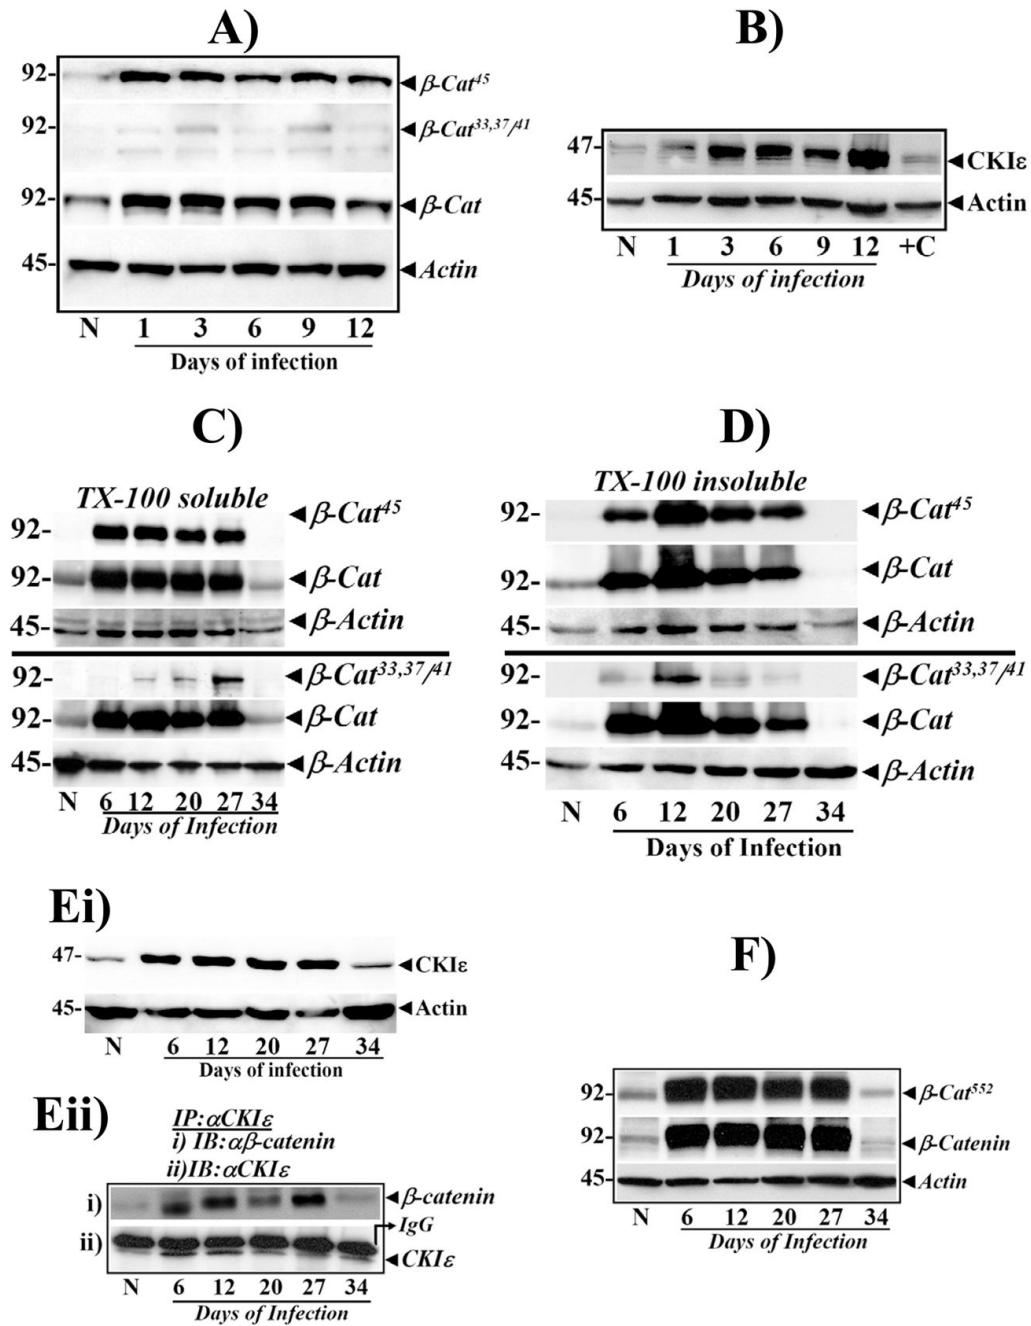 A)
92-
β-Cat45
92-
β-Cat33,37/41
92-
β-Cat
45-
Actin
N 1 3 6 9 12
Days of infection
B)
47-
CKIε
45-
Actin
N 1 3 6 9 12 +C
Days of infection
C)
TX-100 soluble
β-Cat45
92-
92-
β-Cat
45-
β-Actin
92-
β-Cat33,37/41
92-
β-Cat
45-
β-Actin
N 6 12 20 27 34
Days of Infection
D)
TX-100 insoluble
92-
β-Cat45
92-
β-Cat
45-
β-Actin
92-
β-Cat33,37/41
92-
β-Cat
45-
β-Actin
N 6 12 20 27 34
Days of Infection
Ei)
47-
CKIε
45-
Actin
N 6 12 20 27 34
Days of infection
Eii)
IP:αCKIε
i) IB:αβ-catenin
ii)IB:αCKIε
i)
β-catenin
IgG
ii)
CKIε
N 6 12 20 27 34
Days of Infection
F)
92-
β-Cat552
92-
β-Catenin
45-
Actin
N 6 12 20 27 34
Days of Infection